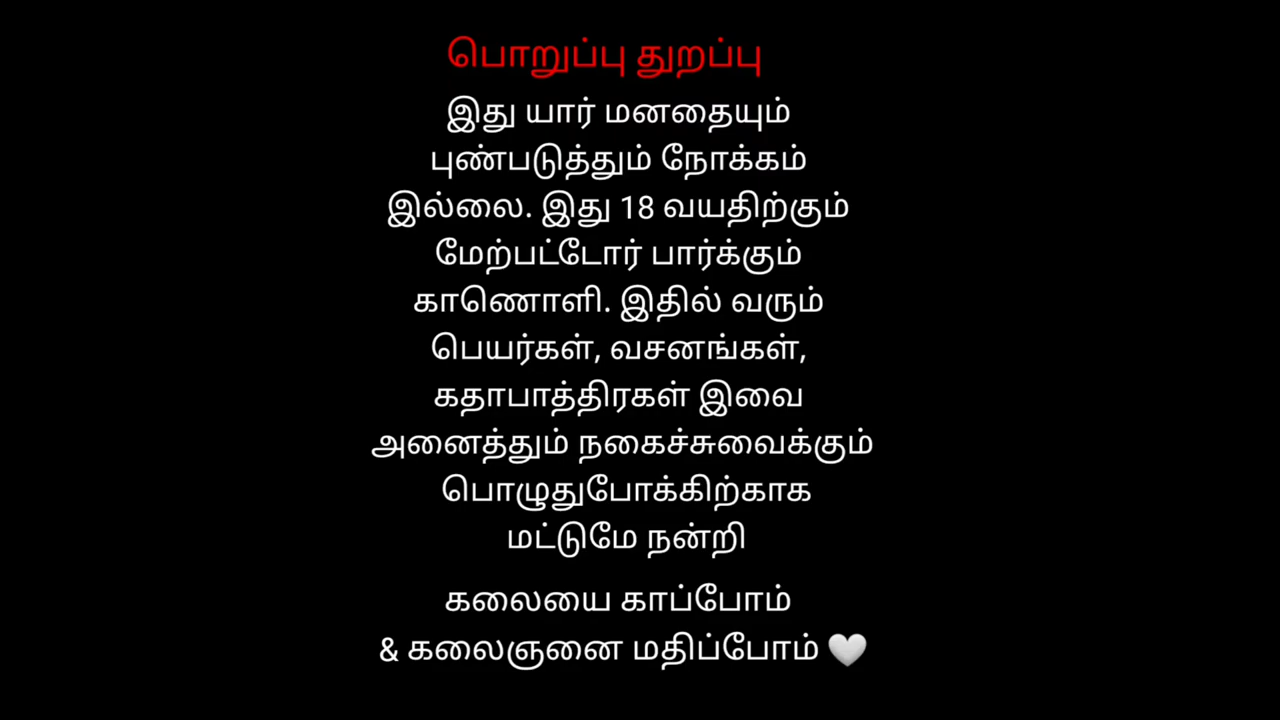 பொறுப்பு துறப்பு
இது யார் மனதையும்
புண்படுத்தும் நோக்கம்
இல்லை. இது 18 வயதிற்கும்
மேற்பட்டோர் பார்க்கும்
காணொளி. இதில் வரும்
பெயர்கள், வசனங்கள்,
கதாபாத்திரகள் இவை
அனைத்தும் நகைச்சுவைக்கும்
பொழுதுபோக்கிற்காக
மட்டுமே நன்றி
கலையை காப்போம்
& கலைஞனை மதிப்போம் 🤍